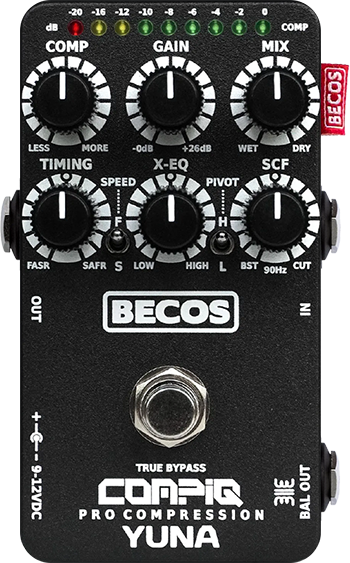 dB -20 -16 -12 -10 -8 -6 -4 -2 0 COMP
COMP GAIN MIX
BECOS
LESS MORE -0dB +26dB WET DRY
TIMING X-EQ SCF
SPEED PIVOT
F H
S L
FASR SAFR LOW HIGH BST 90Hz CUT
OUT
IN
BECOS
TRUE BYPASS
COMPIQ
PRO COMPRESSION
YUNA
+ - 9-12VDC
BAL OUT